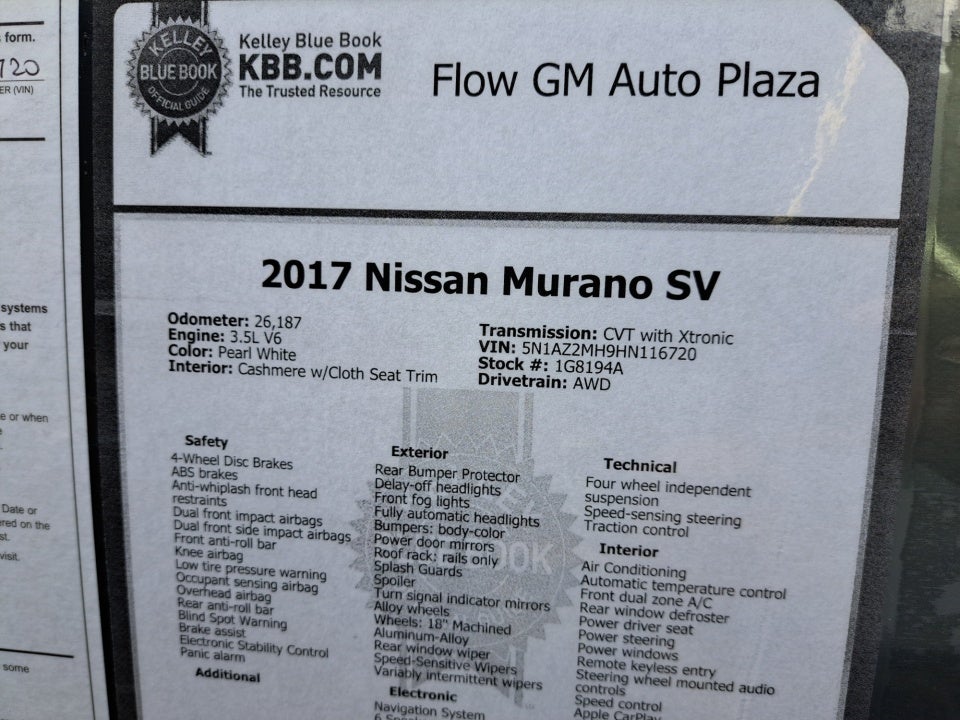 form.
720
ER (VIN)
systems
s that
your
e or when
Date or
ered on the
st.
visit.
some
KELLEY
BLUE BOOK
OFFICIAL GUIDE
Kelley Blue Book
KBB.COM
The Trusted Resource
Flow GM Auto Plaza
2017 Nissan Murano SV
Odometer: 26,187
Engine: 3.5L V6
Color: Pearl White
Interior: Cashmere w/Cloth Seat Trim
Transmission: CVT with Xtronic
VIN: 5N1AZ2MH9HN116720
Stock #: 1G8194A
Drivetrain: AWD
Safety
4-Wheel Disc Brakes
ABS brakes
Anti-whiplash front head
restraints
Dual front impact airbags
Dual front side impact airbags
Front anti-roll bar
Knee airbag
Low tire pressure warning
Occupant sensing airbag
Overhead airbag
Rear anti-roll bar
Blind Spot Warning
Brake assist
Electronic Stability Control
Panic alarm
Additional
Exterior
Rear Bumper Protector
Delay-off headlights
Front fog lights
Fully automatic headlights
Bumpers: body-color
Power door mirrors
Roof rack: rails only
Splash Guards
Spoiler
Turn signal indicator mirrors
Alloy wheels
Wheels: 18" Machined
Aluminum-Alloy
Rear window wiper
Speed-Sensitive Wipers
Variably intermittent wipers
Electronic
Navigation System
Technical
Four wheel independent
suspension
Speed-sensing steering
Traction control
Interior
Air Conditioning
Automatic temperature control
Front dual zone A/C
Rear window defroster
Power driver seat
Power steering
Power windows
Remote keyless entry
Steering wheel mounted audio
controls
Speed control
Apple CarPlay